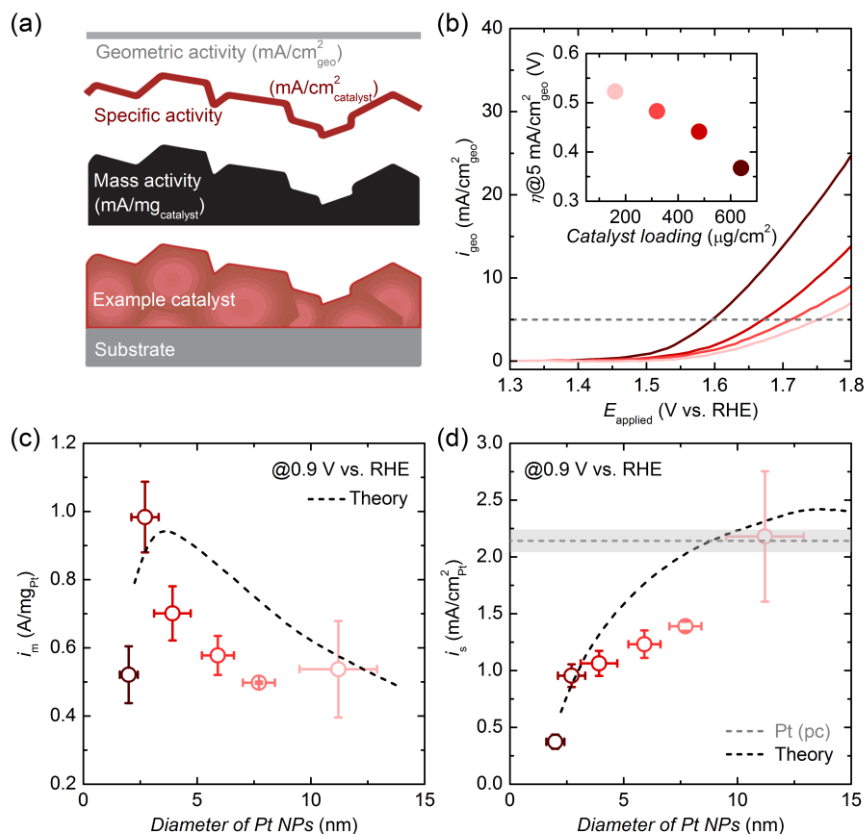 (a)
Geometric activity (mA/cm²geo)
(mA/cm²catalyst)
Specific activity
Mass activity
(mA/mgcatalyst)
Example catalyst
Substrate
(b)
40
30
20
10
0
igeo (mA/cm²geo)
1.3 1.4 1.5 1.6 1.7 1.8
Eapplied (V vs. RHE)
0.6
0.5
0.4
0.3
η@5 mA/cm²geo (V)
200 400 600
Catalyst loading (μg/cm²)
(c)
1.2
1.0
0.8
0.6
0.4
0.2
im (A/mgPt)
@0.9 V vs. RHE
Theory
0 5 10 15
Diameter of Pt NPs (nm)
(d)
3.0
2.5
2.0
1.5
1.0
0.5
0.0
is (mA/cm²Pt)
@0.9 V vs. RHE
Pt (pc)
Theory
0 5 10 15
Diameter of Pt NPs (nm)